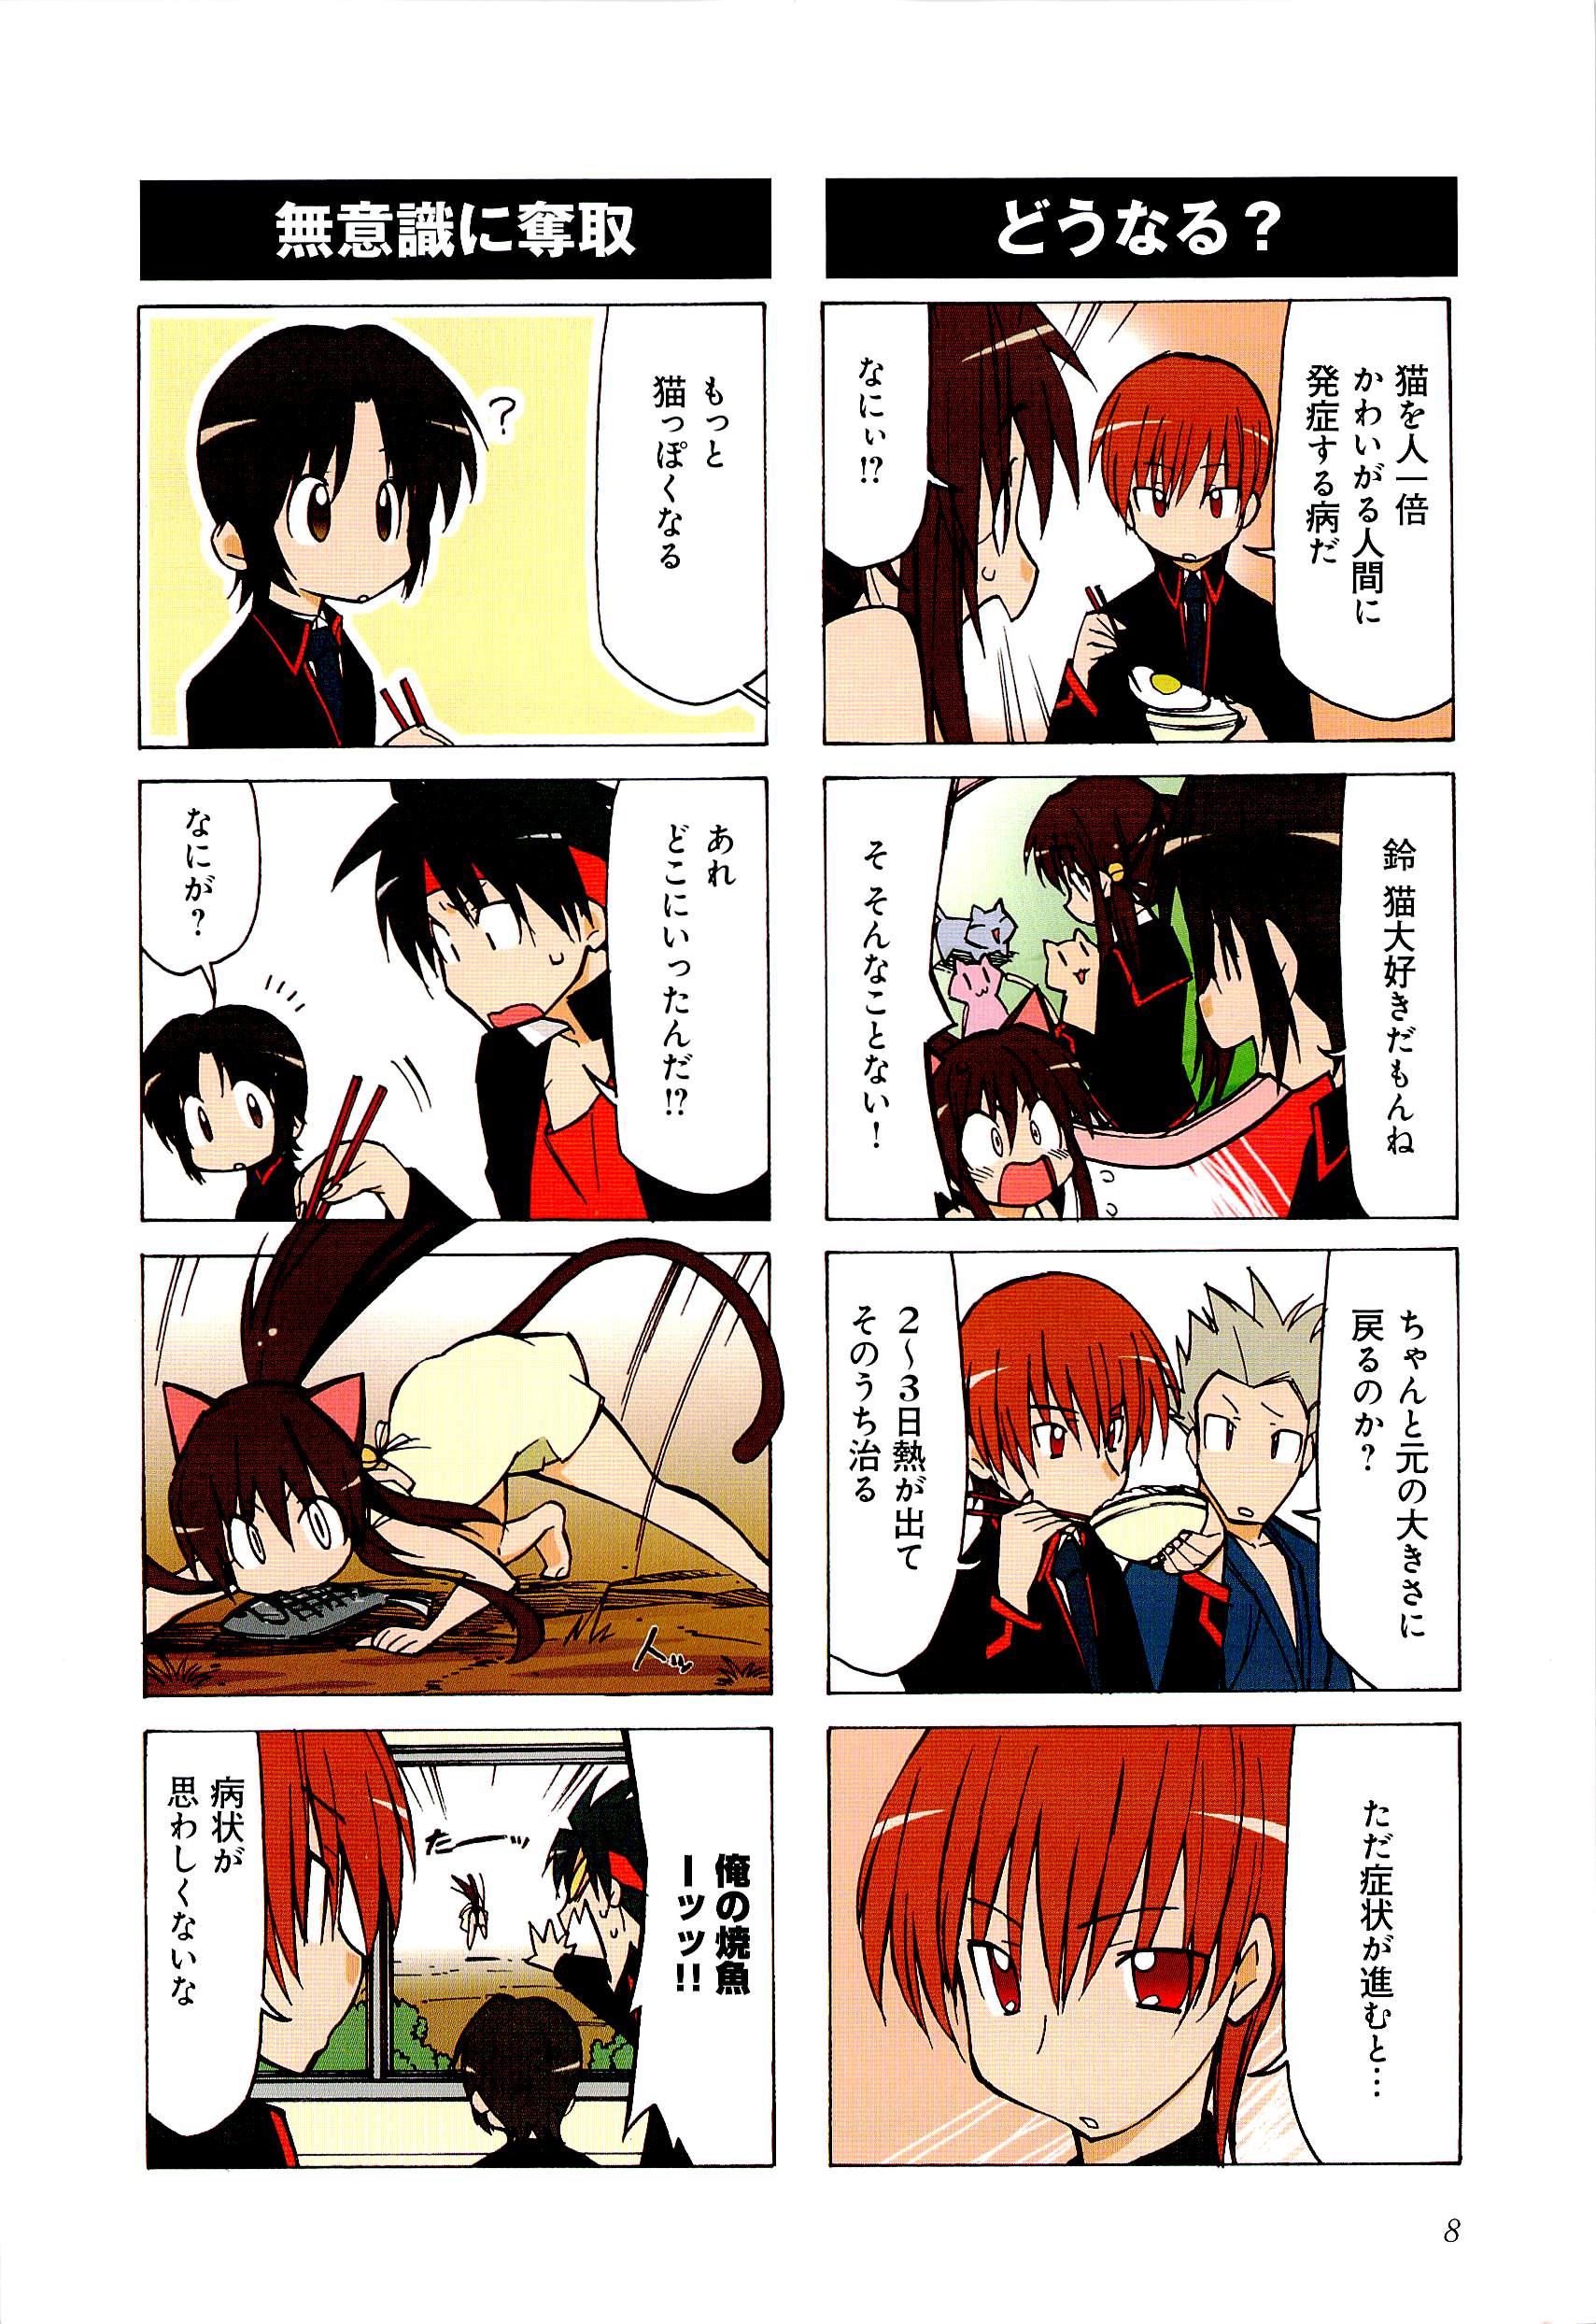 どうなる？
猫を人一倍
かわいがる人間に
発症する病だ
なにぃ!?
鈴 猫大好きだもんね
そ そんなことない！
ちゃんと元の大きさに
戻るのか？
2～3日熱が出て
そのうち治る
ただ症状が進むと…
無意識に奪取
もっと
猫っぽくなる
？
あれ
どこにいったんだ!?
なにが？
たーッ
俺の焼魚
ーッッ!!
病状が
思わしくないな
8